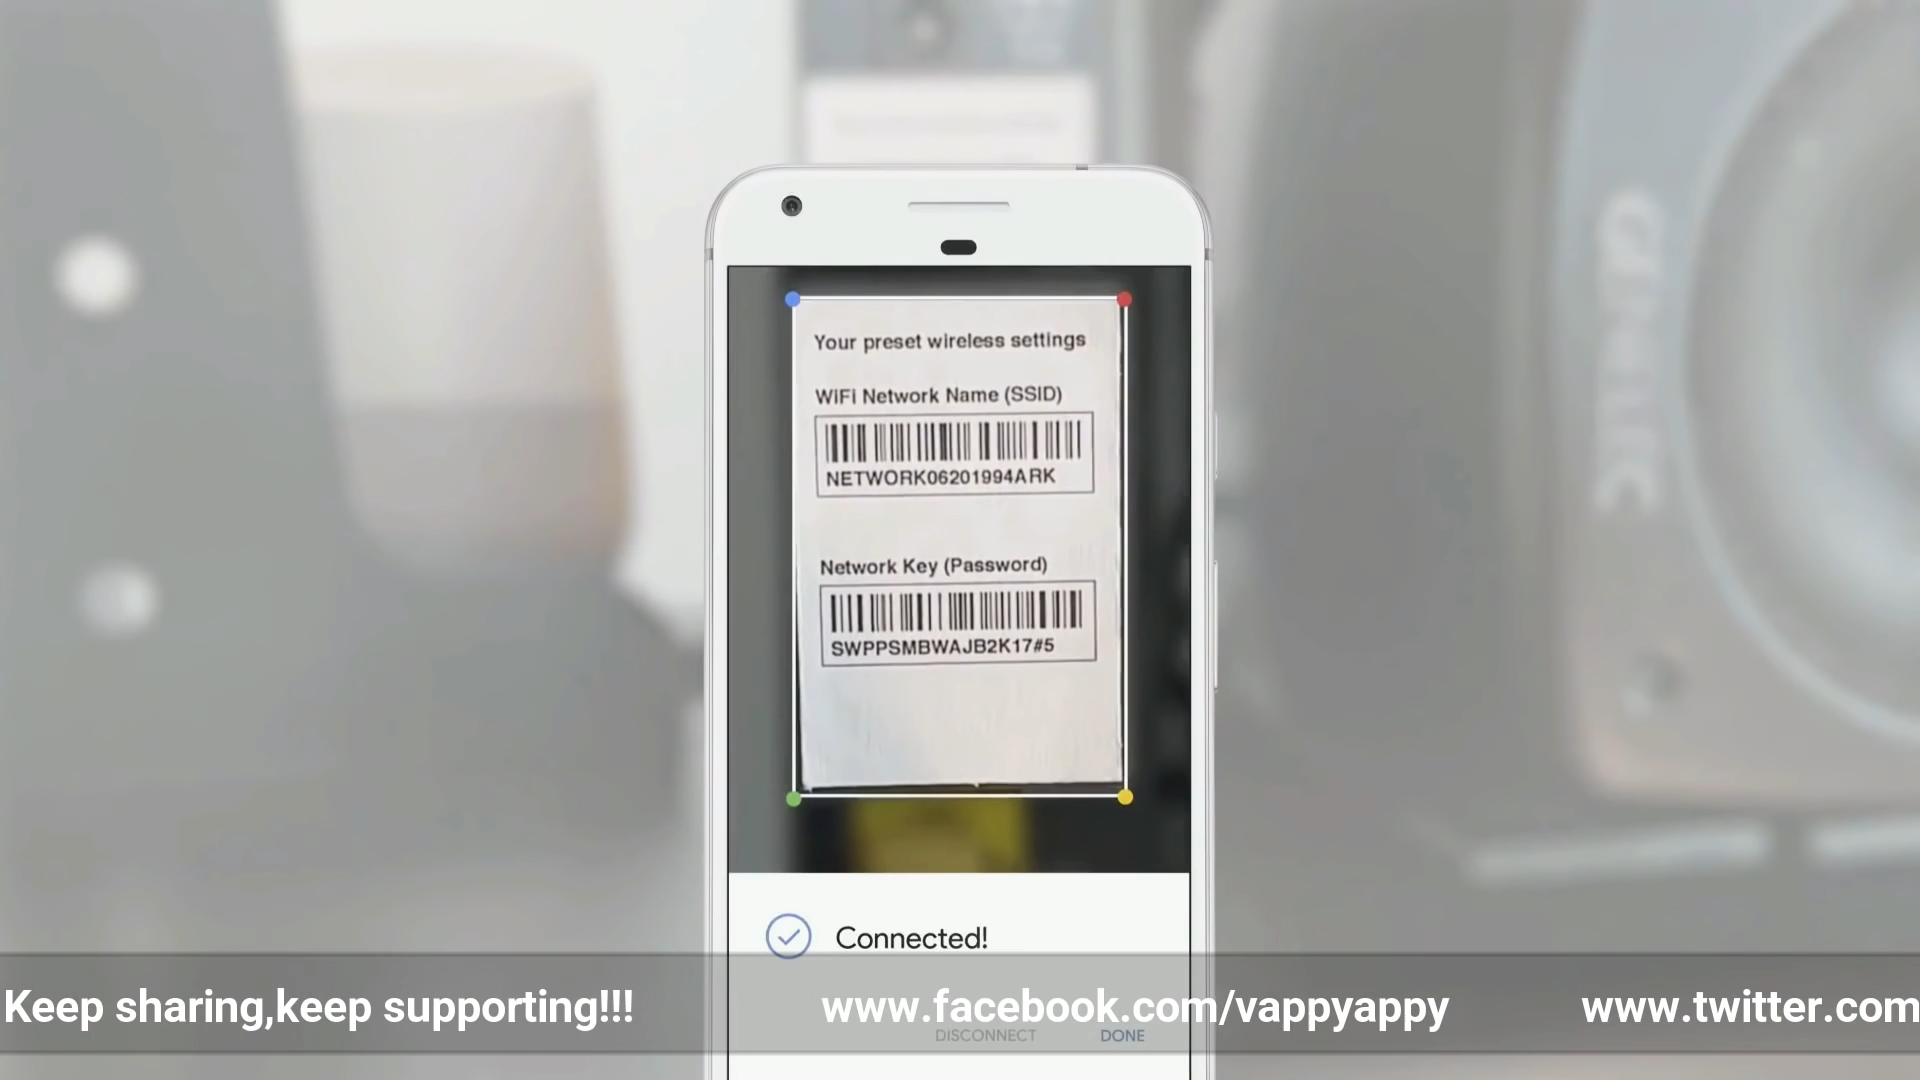 Your preset wireless settings
WiFi Network Name (SSID)
NETWORK06201994ARK
Network Key (Password)
SWPPSMBWAJB2K17#5
Connected!
Keep sharing,keep supporting!!! www.facebook.com/vappyappy www.twitter.com
DISCONNECT DONE